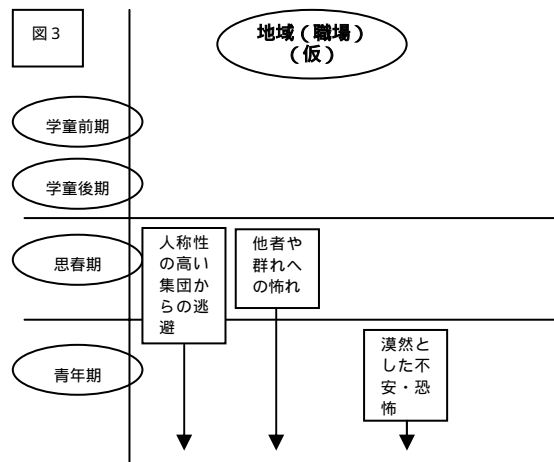 図３
地域（職場）
（仮）
学童前期
学童後期
思春期
人称性
の高い
集団か
らの逃
避
他者や
群れへ
の怖れ
青年期
漠然と
した不
安・恐
怖